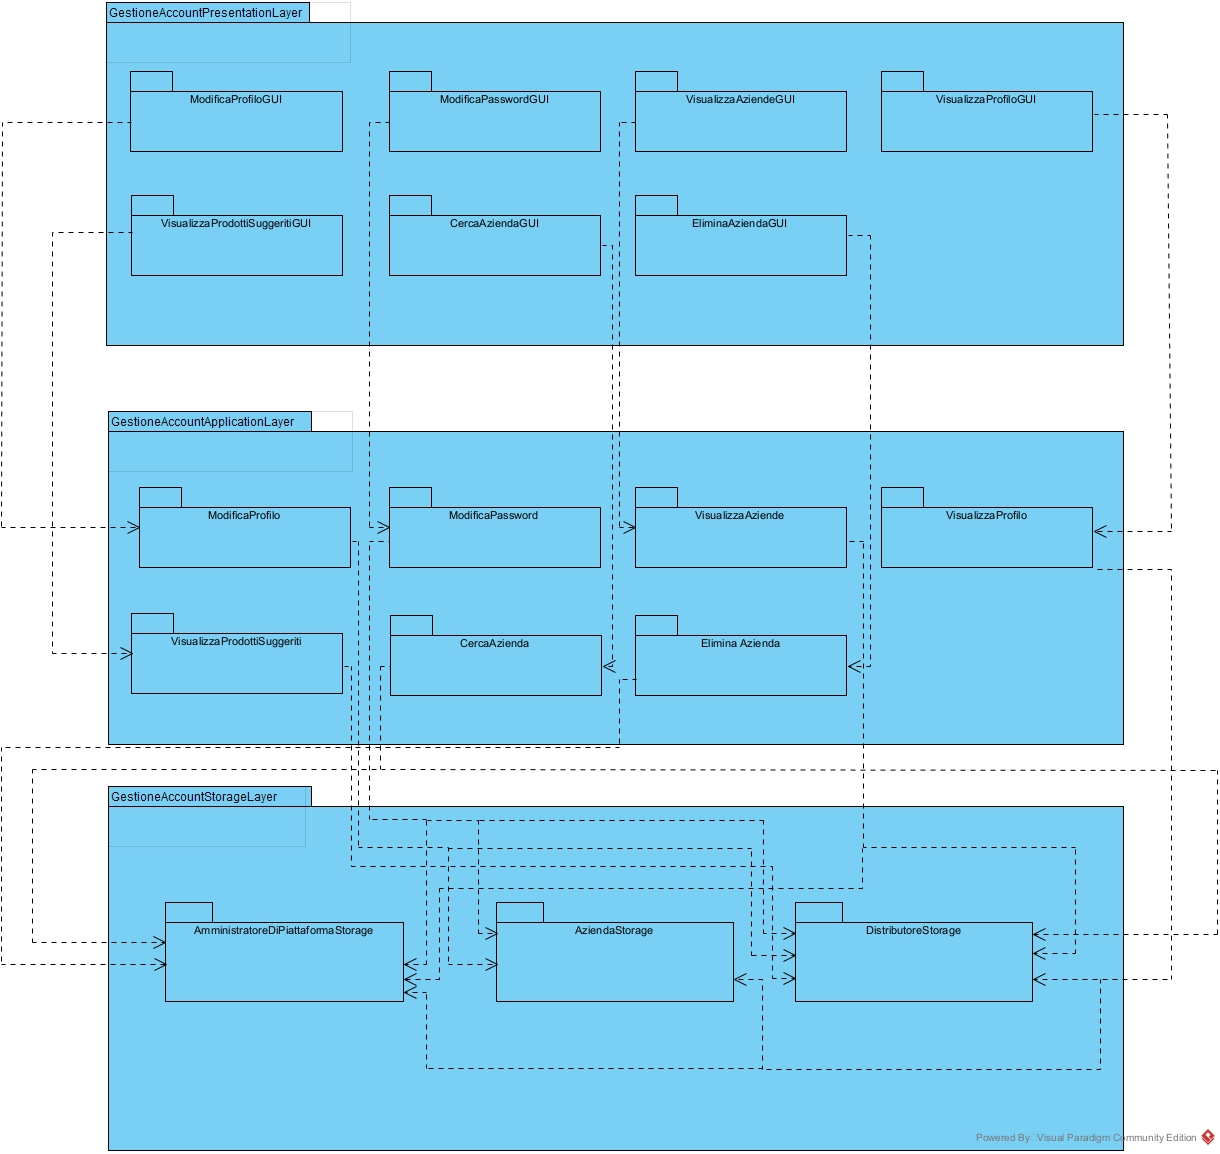 GestioneAccountPresentationLayer
ModificaProfiloGUI
ModificaPasswordGUI
VisualizzaAziendeGUI
VisualizzaProfiloGUI
VisualizzaProdottiSuggeritiGUI
CercaAziendaGUI
EliminaAziendaGUI
GestioneAccountApplicationLayer
ModificaProfilo
ModificaPassword
VisualizzaAziende
VisualizzaProfilo
VisualizzaProdottiSuggeriti
CercaAzienda
Elimina Azienda
GestioneAccountStorageLayer
AmministratoreDiPiattaformaStorage
AziendaStorage
DistributoreStorage
Powered By Visual Paradigm Community Edition